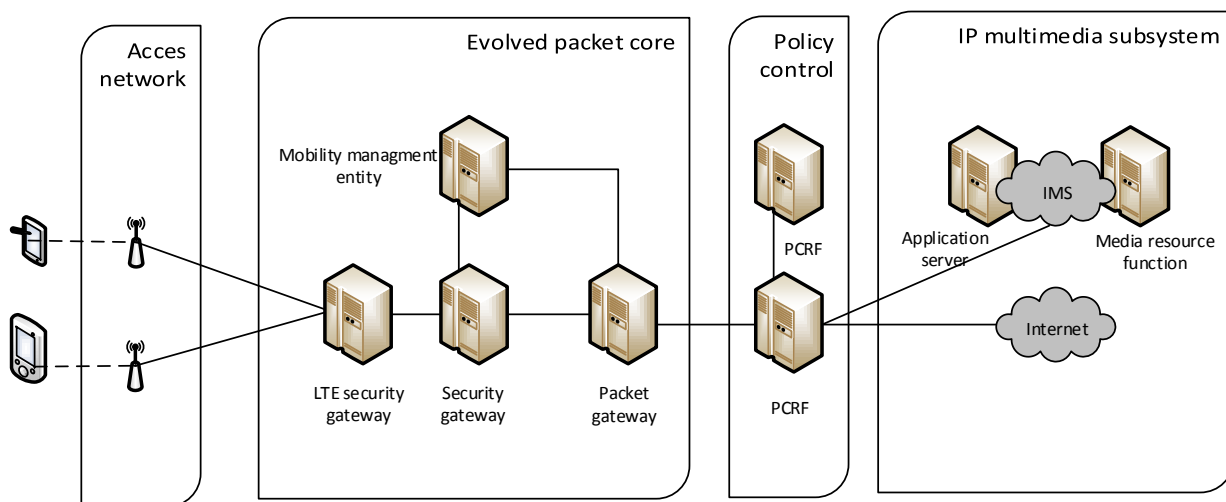 Acces
network
Evolved packet core
Policy
control
IP multimedia subsystem
Mobility managment
entity
PCRF
IMS
Application
server
Media resource
function
Internet
LTE security
gateway
Security
gateway
Packet
gateway
PCRF